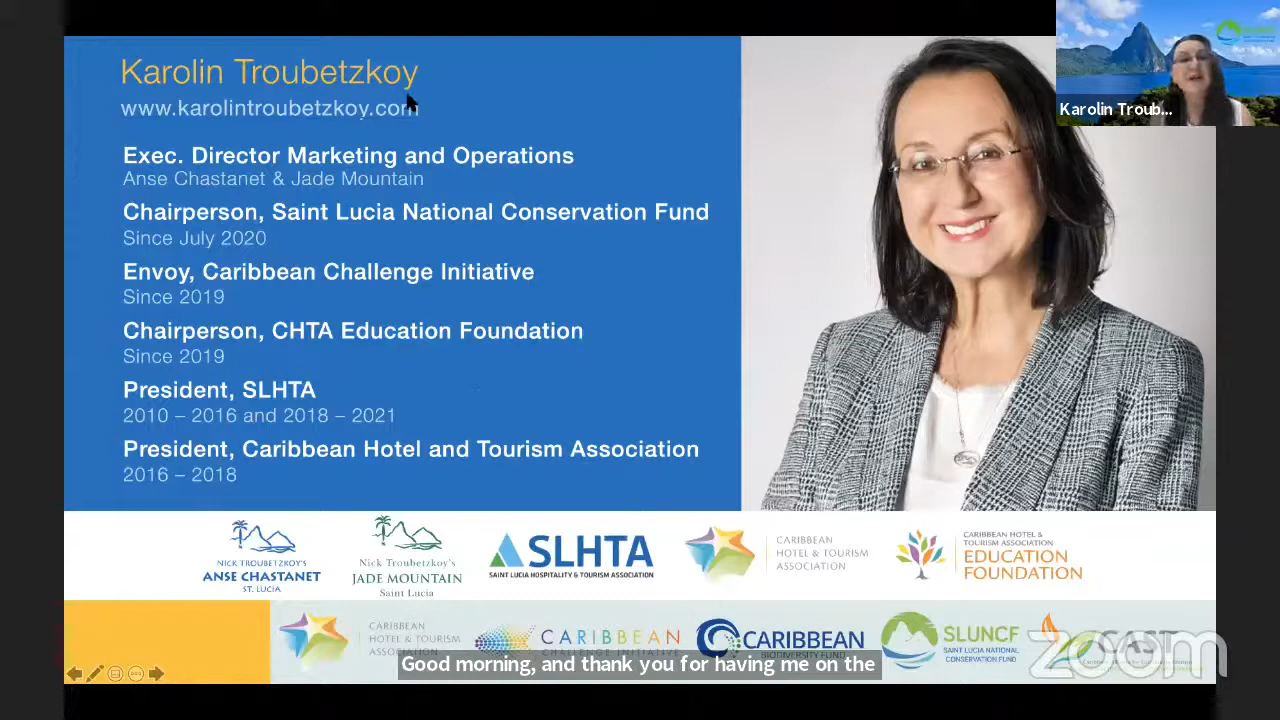 Karolin Troubetzkoy
www.karolintroubetzkoy.com
Exec. Director Marketing and Operations
Anse Chastanet & Jade Mountain
Chairperson, Saint Lucia National Conservation Fund
Since July 2020
Envoy, Caribbean Challenge Initiative
Since 2019
Chairperson, CHTA Education Foundation
Since 2019
President, SLHTA
2010 – 2016 and 2018 – 2021
President, Caribbean Hotel and Tourism Association
2016 – 2018
Karolin Troub...
NICK TROUBETZKOY'S
ANSE CHASTANET
ST. LUCIA
Nick Troubetzkoy's
JADE MOUNTAIN
Saint Lucia
SLHTA
SAINT LUCIA HOSPITALITY & TOURISM ASSOCIATION
CARIBBEAN
HOTEL & TOURISM
ASSOCIATION
CARIBBEAN HOTEL &
TOURISM ASSOCIATION
EDUCATION
FOUNDATION
CARIBBEAN
HOTEL & TOURISM
ASSOCIATION
CARIBBEAN
CHALLENGE INITIATIVE
CARIBBEAN
BIODIVERSITY FUND
SLUNCF
SAINT LUCIA NATIONAL
CONSERVATION FUND
CAST
zoom
Good morning, and thank you for having me on the